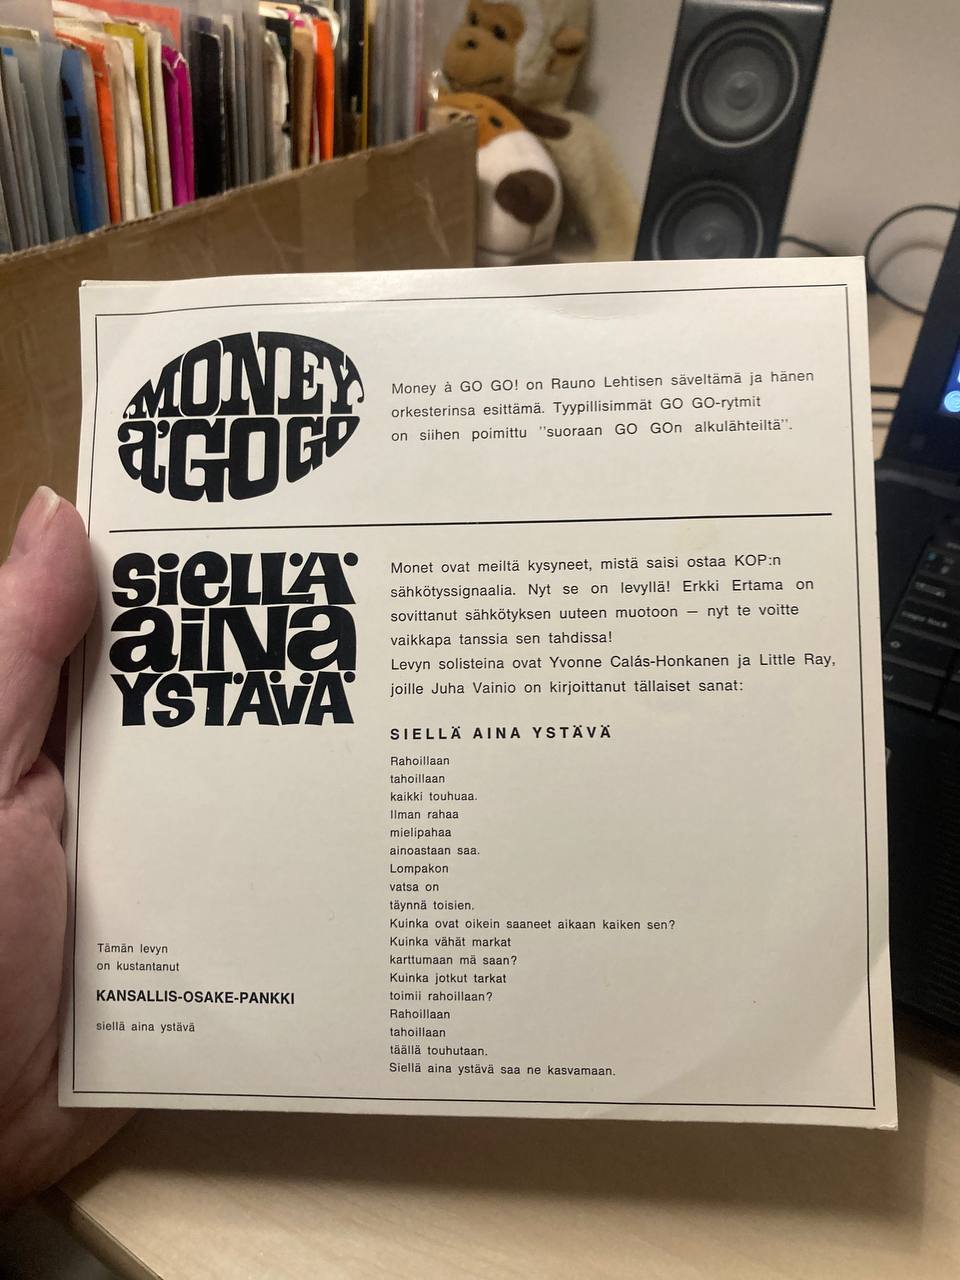 MONEY
à GO GO
Money à GO GO! on Rauno Lehtisen säveltämä ja hänen
orkesterinsa esittämä. Tyypillisimmät GO GO-rytmit
on siihen poimittu "suoraan GO GOn alkulähteiltä".
SIELLÄ
AINA
YSTÄVÄ
Monet ovat meiltä kysyneet, mistä saisi ostaa KOP:n
sähkötyssignaalia. Nyt se on levyllä! Erkki Ertama on
sovittanut sähkötyksen uuteen muotoon — nyt te voitte
vaikkapa tanssia sen tahdissa!
Levyn solisteina ovat Yvonne Calás-Honkanen ja Little Ray,
joille Juha Vainio on kirjoittanut tällaiset sanat:
SIELLÄ AINA YSTÄVÄ
Rahoillaan
tahoillaan
kaikki touhuaa.
Ilman rahaa
mielipahaa
ainoastaan saa.
Lompakon
vatsa on
täynnä toisien.
Kuinka ovat oikein saaneet aikaan kaiken sen?
Kuinka vähät markat
karttumaan mä saan?
Kuinka jotkut tarkat
toimii rahoillaan?
Rahoillaan
tahoillaan
täällä touhutaan.
Siellä aina ystävä saa ne kasvamaan.
Tämän levyn
on kustantanut
KANSALLIS-OSAKE-PANKKI
siellä aina ystävä